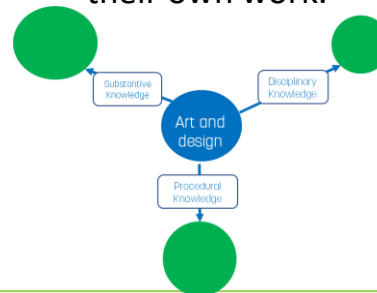 their own work.
Substantive
Knowledge
Disciplinary
Knowledge
Art and
design
Procedural
Knowledge